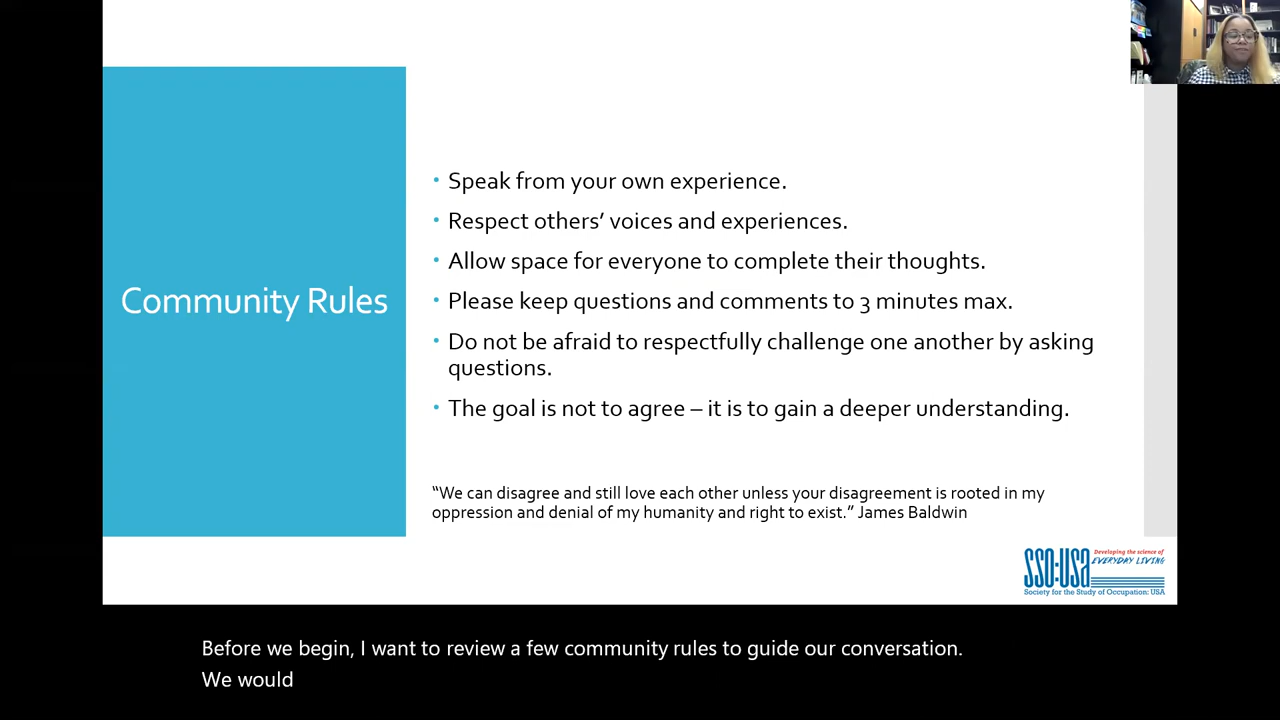 Community Rules
• Speak from your own experience.
• Respect others’ voices and experiences.
• Allow space for everyone to complete their thoughts.
• Please keep questions and comments to 3 minutes max.
• Do not be afraid to respectfully challenge one another by asking
questions.
• The goal is not to agree – it is to gain a deeper understanding.
“We can disagree and still love each other unless your disagreement is rooted in my
oppression and denial of my humanity and right to exist.” James Baldwin
SSO:USA
Developing the science of
EVERYDAY LIVING
Society for the Study of Occupation: USA
Before we begin, I want to review a few community rules to guide our conversation.
We would